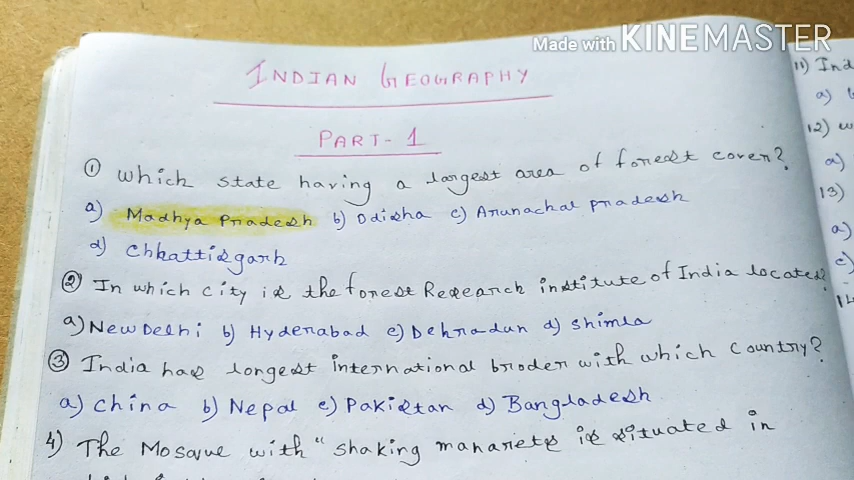 Made with KINEMASTER
INDIAN GEOGRAPHY
PART-1
① Which state having a largest area of forest cover?
a) Madhya Pradesh b) Odisha c) Arunachal pradesh
d) Chhattisgarh
② In which city is the forest Research institute of India located?
a) New Delhi b) Hyderabad c) Dehradun d) Shimla
③ India has longest international broder with which country?
a) China b) Nepal c) Pakistan d) Bangladesh
4) The Mosque with "shaking manarets is situated in
11) Ind
a)
12) w
a)
13)
a)
c)
14